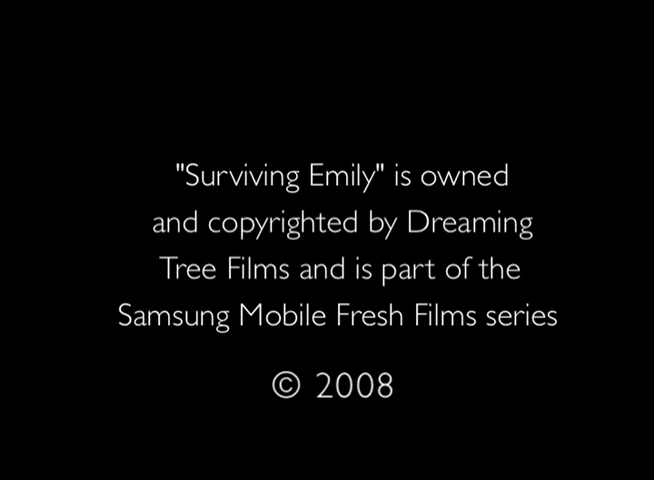 "Surviving Emily" is owned
and copyrighted by Dreaming
Tree Films and is part of the
Samsung Mobile Fresh Films series
© 2008